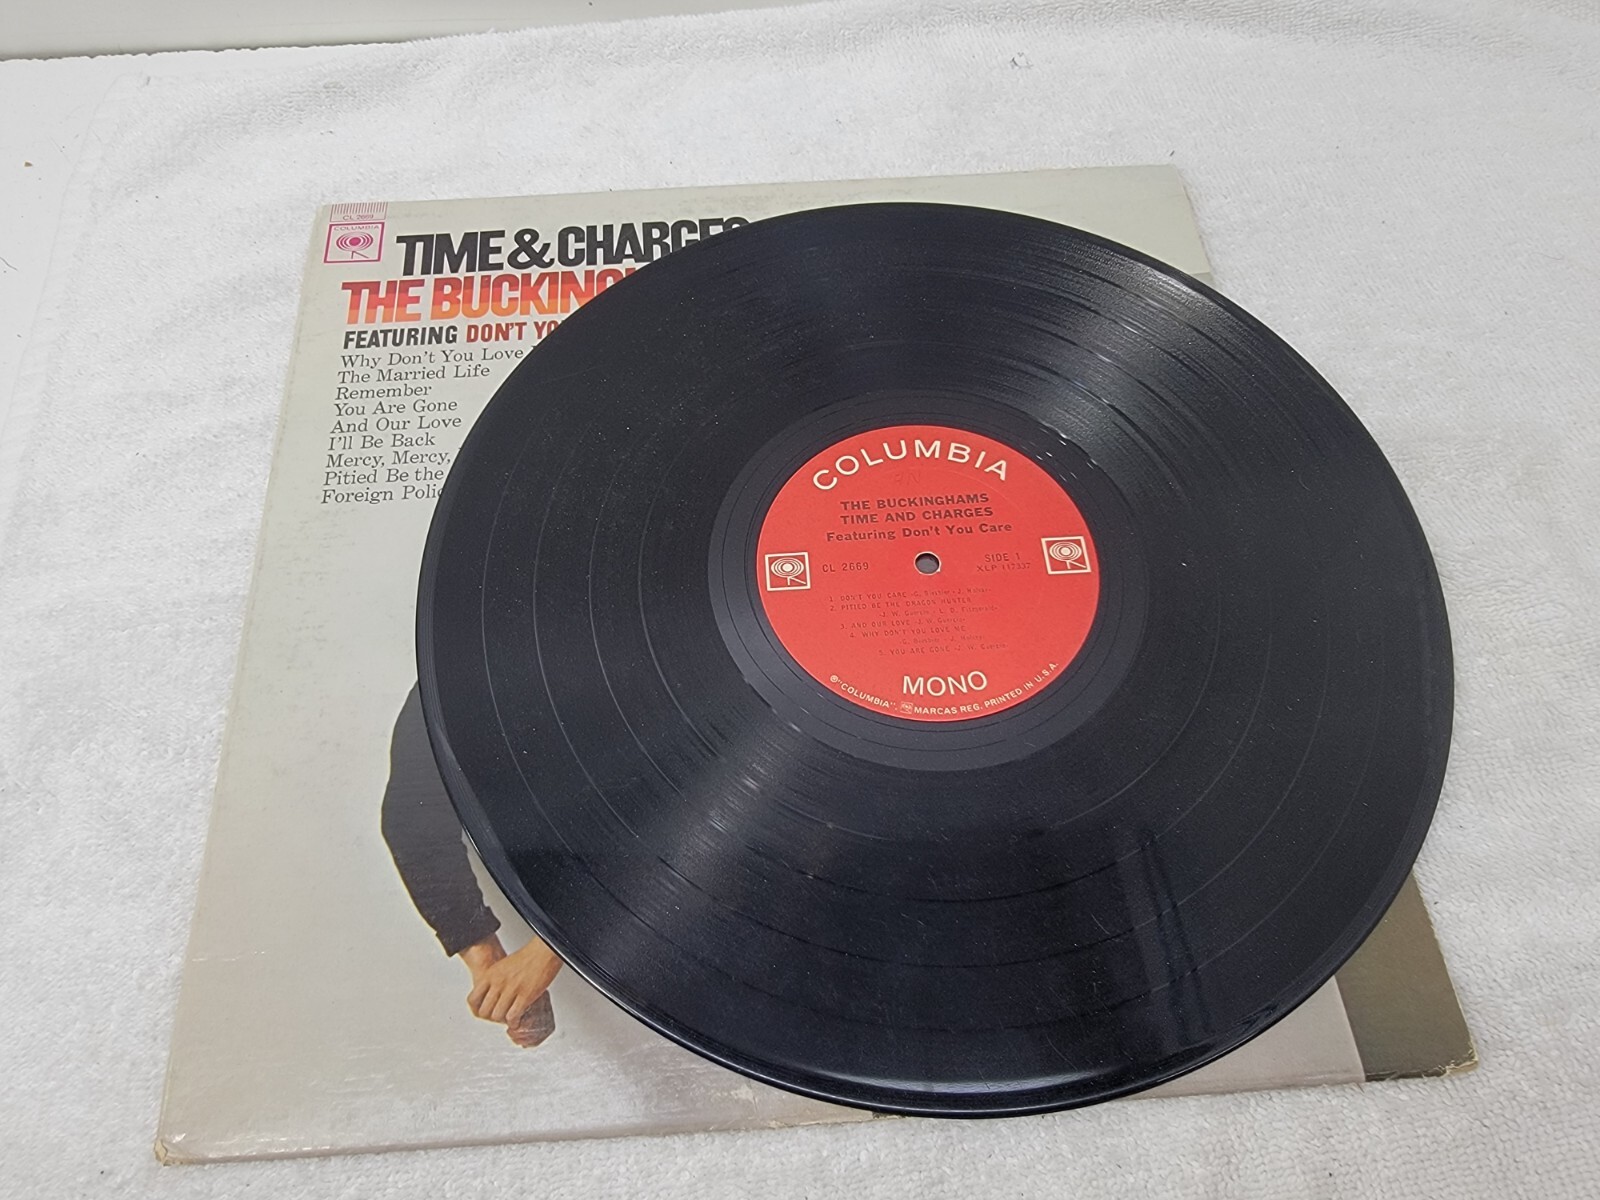 CL 2669
COLUMBIA
TIME & CHARGES
THE BUCKING
FEATURING DON'T YO
Why Don't You Love
The Married Life
Remember
You Are Gone
And Our Love
I'll Be Back
Mercy, Mercy,
Pitied Be the
Foreign Polic
COLUMBIA
THE BUCKINGHAMS
TIME AND CHARGES
Featuring Don't You Care
CL 2669
SIDE 1
XLP 117337
1. DON'T YOU CARE
2. PITIED BE THE DRAGON HUNTER
3. AND OUR LOVE
4. WHY DON'T YOU LOVE ME
5. YOU ARE GONE
MONO
® "COLUMBIA", MARCAS REG. PRINTED IN U.S.A.